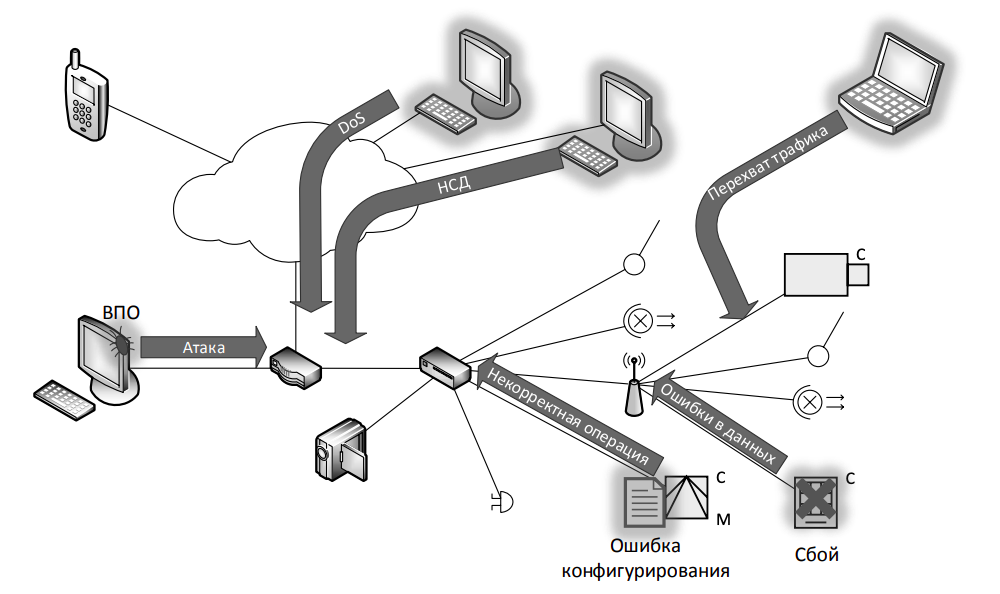 DoS
НСД
Перехват трафика
С
ВПО
Атака
Некорректная операция
Ошибки в данных
С
М
С
Ошибка
конфигурирования
Сбой